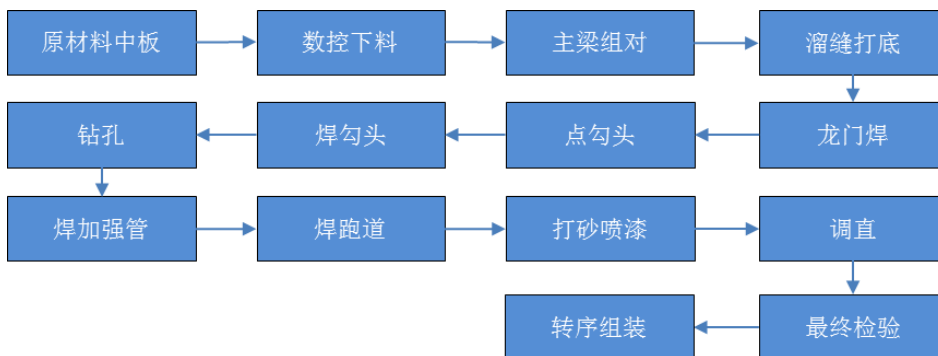 原材料中板
数控下料
主梁组对
溜缝打底
龙门焊
点勾头
焊勾头
钻孔
焊加强管
焊跑道
打砂喷漆
调直
最终检验
转序组装